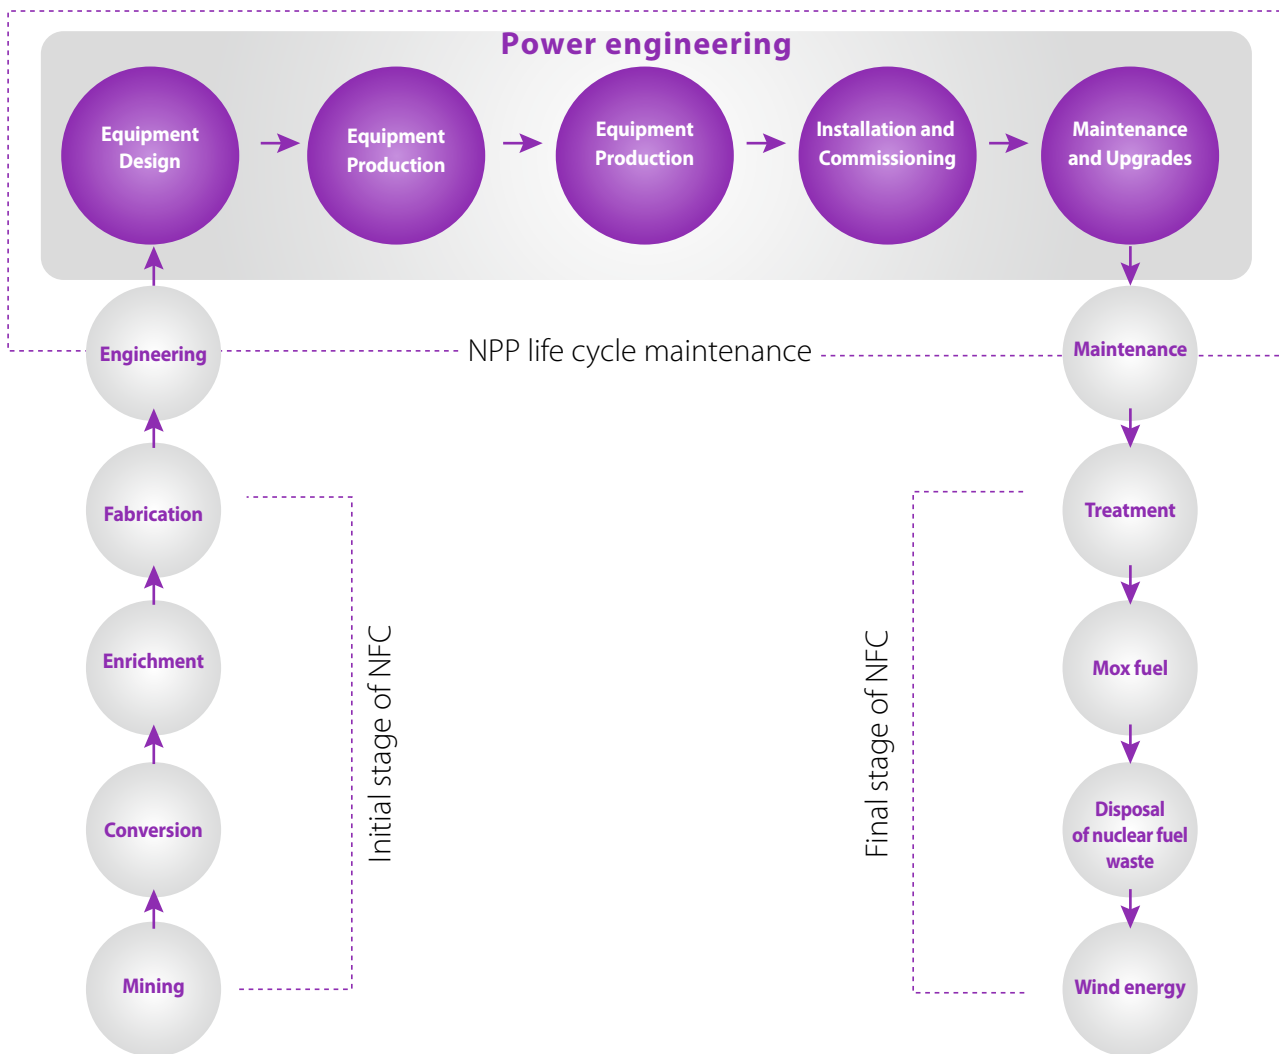 Power engineering
Equipment
Design
Equipment
Production
Equipment
Production
Installation and
Commissioning
Maintenance
and Upgrades
Engineering
NPP life cycle maintenance
Maintenance
Fabrication
Enrichment
Conversion
Mining
Initial stage of NFC
Final stage of NFC
Treatment
Mox fuel
Disposal
of nuclear fuel
waste
Wind energy